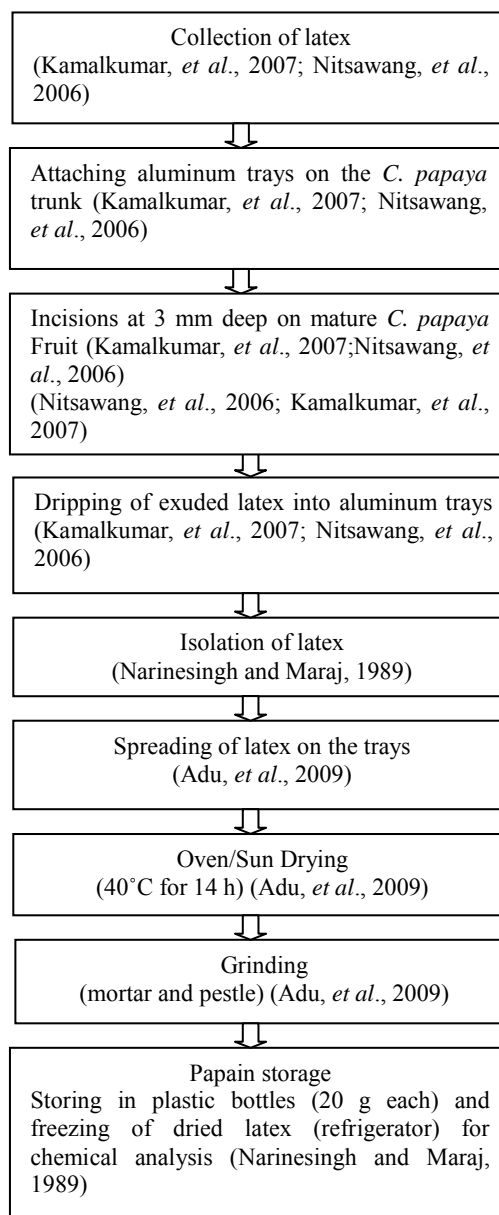 Collection of latex
(Kamalkumar, et al., 2007; Nitsawang, et al.,
2006)
Attaching aluminum trays on the C. papaya
trunk (Kamalkumar, et al., 2007; Nitsawang,
et al., 2006)
Incisions at 3 mm deep on mature C. papaya
Fruit (Kamalkumar, et al., 2007;Nitsawang, et
al., 2006)
(Nitsawang, et al., 2006; Kamalkumar, et al.,
2007)
Dripping of exuded latex into aluminum trays
(Kamalkumar, et al., 2007; Nitsawang, et al.,
2006)
Isolation of latex
(Narinesingh and Maraj, 1989)
Spreading of latex on the trays
(Adu, et al., 2009)
Oven/Sun Drying
(40˚C for 14 h) (Adu, et al., 2009)
Grinding
(mortar and pestle) (Adu, et al., 2009)
Papain storage
Storing in plastic bottles (20 g each) and
freezing of dried latex (refrigerator) for
chemical analysis (Narinesingh and Maraj,
1989)